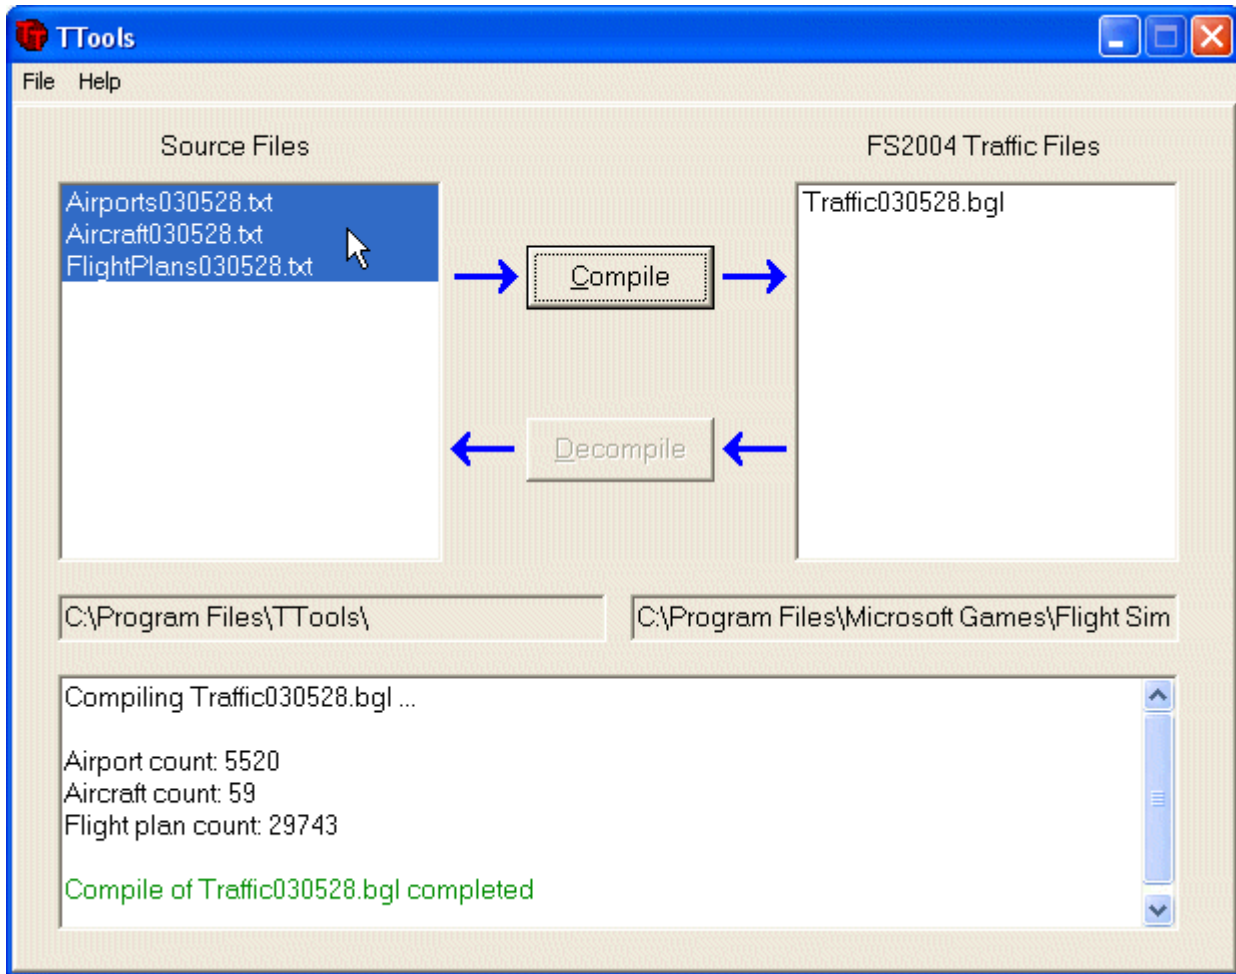 TTools
File Help
Source Files
FS2004 Traffic Files
Airports030528.txt
Aircraft030528.txt
FlightPlans030528.txt
Traffic030528.bgl
Compile
Decompile
C:\Program Files\TTools\
C:\Program Files\Microsoft Games\Flight Sim
Compiling Traffic030528.bgl ...
Airport count: 5520
Aircraft count: 59
Flight plan count: 29743
Compile of Traffic030528.bgl completed